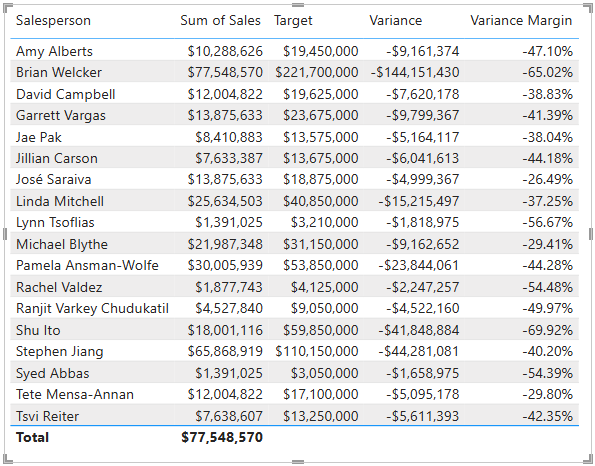 Salesperson Sum of Sales Target Variance Variance Margin
Amy Alberts $10,288,626 $19,450,000 -$9,161,374 -47.10%
Brian Welcker $77,548,570 $221,700,000 -$144,151,430 -65.02%
David Campbell $12,004,822 $19,625,000 -$7,620,178 -38.83%
Garrett Vargas $13,875,633 $23,675,000 -$9,799,367 -41.39%
Jae Pak $8,410,883 $13,575,000 -$5,164,117 -38.04%
Jillian Carson $7,633,387 $13,675,000 -$6,041,613 -44.18%
José Saraiva $13,875,633 $18,875,000 -$4,999,367 -26.49%
Linda Mitchell $25,634,503 $40,850,000 -$15,215,497 -37.25%
Lynn Tsoflias $1,391,025 $3,210,000 -$1,818,975 -56.67%
Michael Blythe $21,987,348 $31,150,000 -$9,162,652 -29.41%
Pamela Ansman-Wolfe $30,005,939 $53,850,000 -$23,844,061 -44.28%
Rachel Valdez $1,877,743 $4,125,000 -$2,247,257 -54.48%
Ranjit Varkey Chudukatil $4,527,840 $9,050,000 -$4,522,160 -49.97%
Shu Ito $18,001,116 $59,850,000 -$41,848,884 -69.92%
Stephen Jiang $65,868,919 $110,150,000 -$44,281,081 -40.20%
Syed Abbas $1,391,025 $3,050,000 -$1,658,975 -54.39%
Tete Mensa-Annan $12,004,822 $17,100,000 -$5,095,178 -29.80%
Tsvi Reiter $7,638,607 $13,250,000 -$5,611,393 -42.35%
Total $77,548,570